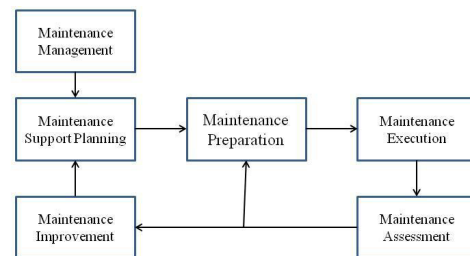 Maintenance
Management
Maintenance
Support Planning
Maintenance
Preparation
Maintenance
Execution
Maintenance
Improvement
Maintenance
Assessment